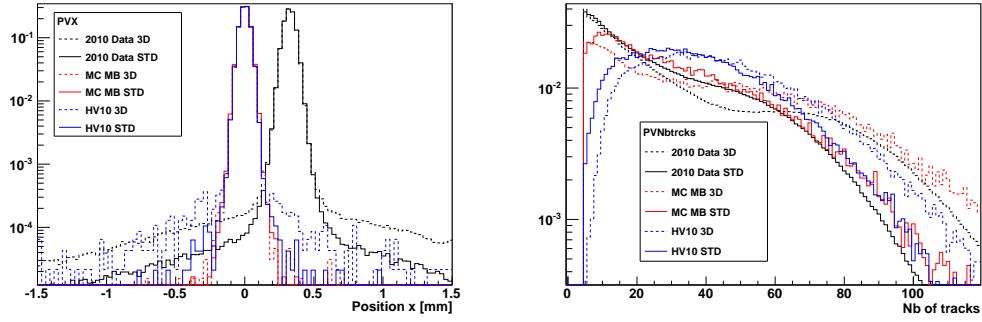 PVX
2010 Data 3D
2010 Data STD
MC MB 3D
MC MB STD
HV10 3D
HV10 STD
10⁻¹
10⁻²
10⁻³
10⁻⁴
-1.5 -1 -0.5 0 0.5 1 1.5
Position x [mm]
PVNbtrcks
2010 Data 3D
2010 Data STD
MC MB 3D
MC MB STD
HV10 3D
HV10 STD
10⁻²
10⁻³
0 20 40 60 80 100
Nb of tracks